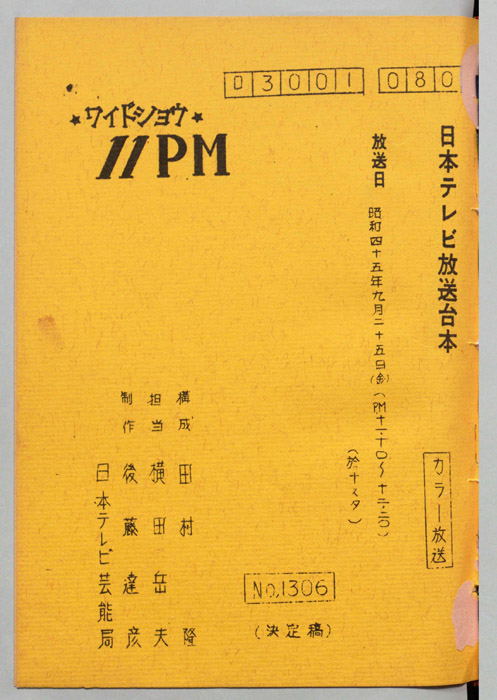 D3001 080
日本テレビ放送台本
カラー放送
放送日 昭和四十五年九月二十五日(金)(PM十一・十〇〜十二・二〇)
(於十スタ)
★ワイドショウ★
11PM
構成 田村 隆
担当 横田岳夫
制作 後藤達彦
日本テレビ芸能局
No.1306
(決定稿)